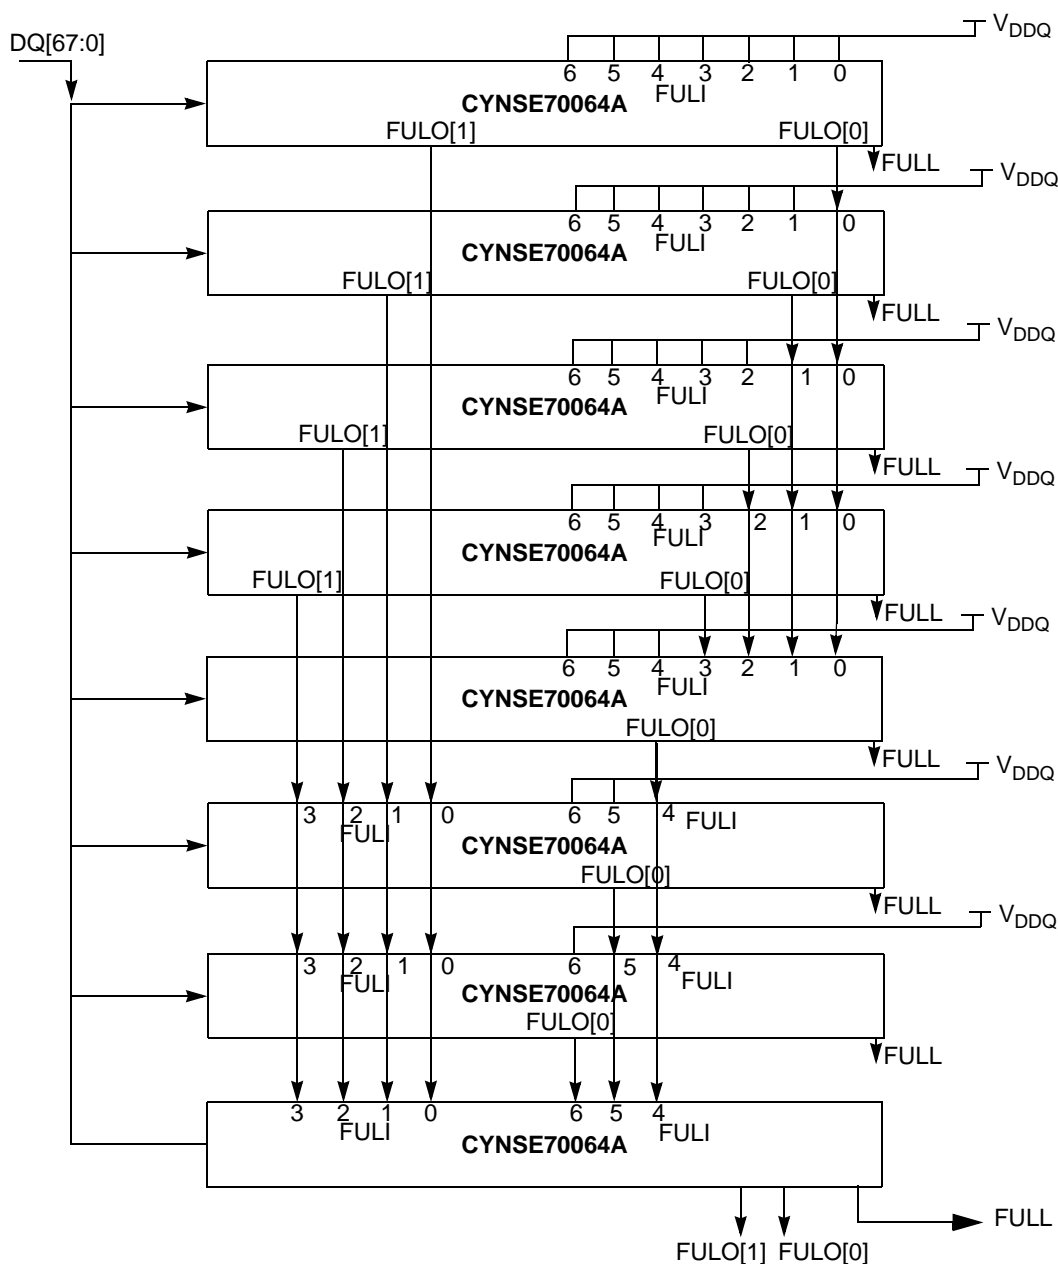 V_DDQ
DQ[67:0]
6 5 4 3 2 1 0
FULI
CYNSE70064A
FULO[1] FULO[0]
FULL
V_DDQ
6 5 4 3 2 1 0
FULI
CYNSE70064A
FULO[1] FULO[0]
FULL
V_DDQ
6 5 4 3 2 1 0
FULI
CYNSE70064A
FULO[1] FULO[0]
FULL
V_DDQ
6 5 4 3 2 1 0
FULI
CYNSE70064A
FULO[1] FULO[0]
FULL
V_DDQ
6 5 4 3 2 1 0
FULI
CYNSE70064A
FULO[0]
FULL
V_DDQ
3 2 1 0 6 5 4 FULI
FULI
CYNSE70064A
FULO[0]
FULL
V_DDQ
3 2 1 0 6 5 4
FULI FULI
CYNSE70064A
FULO[0]
FULL
3 2 1 0 6 5 4
FULI FULI
CYNSE70064A
FULL
FULO[1] FULO[0]